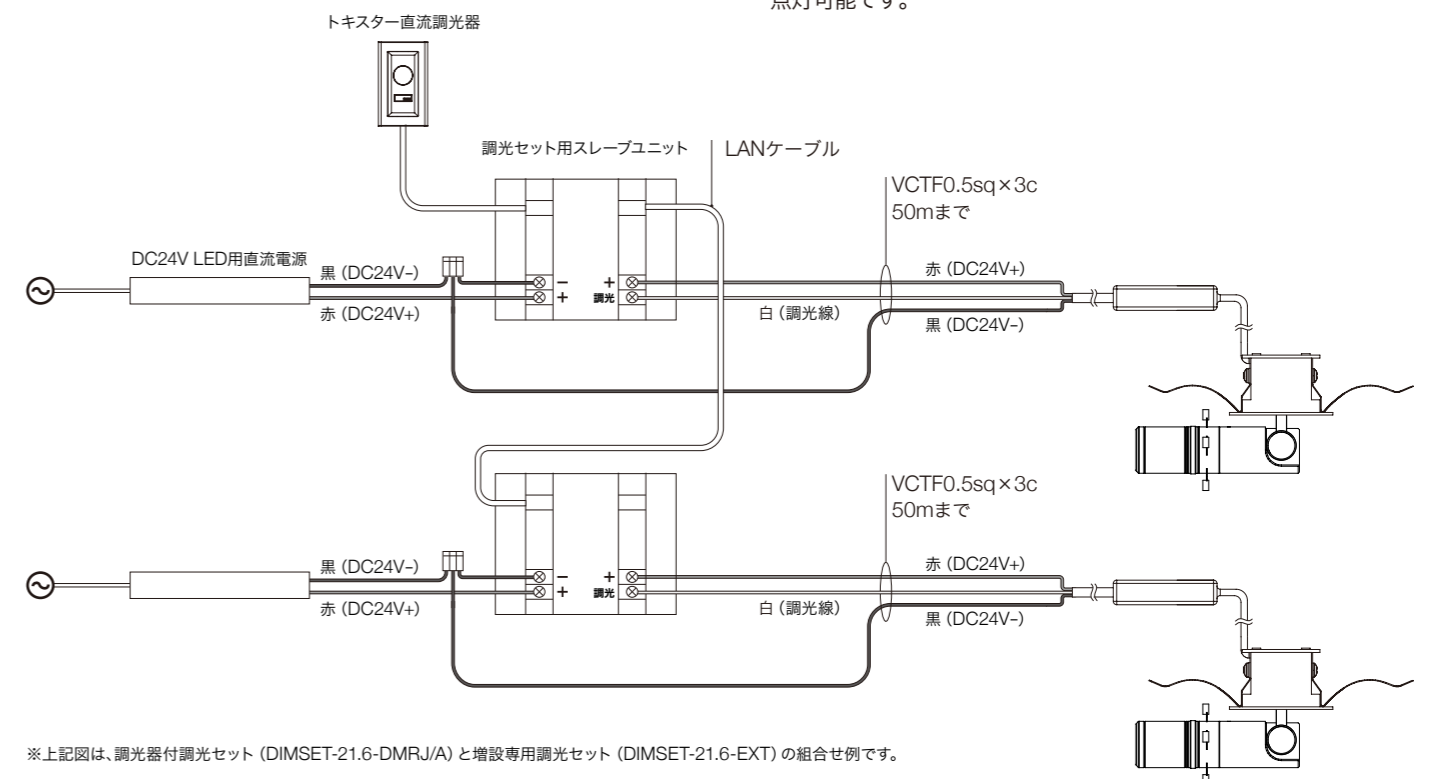 点灯可能です。
トキスター直流調光器
調光セット用スレーブユニット
LANケーブル
VCTF0.5sq×3c
50mまで
DC24V LED用直流電源
黒（DC24V-）
赤（DC24V+）
－
＋
＋
調光
赤（DC24V+）
白（調光線）
黒（DC24V-）
VCTF0.5sq×3c
50mまで
黒（DC24V-）
赤（DC24V+）
－
＋
＋
調光
赤（DC24V+）
白（調光線）
黒（DC24V-）
※上記図は、調光器付調光セット（DIMSET-21.6-DMRJ/A）と増設専用調光セット（DIMSET-21.6-EXT）の組合せ例です。